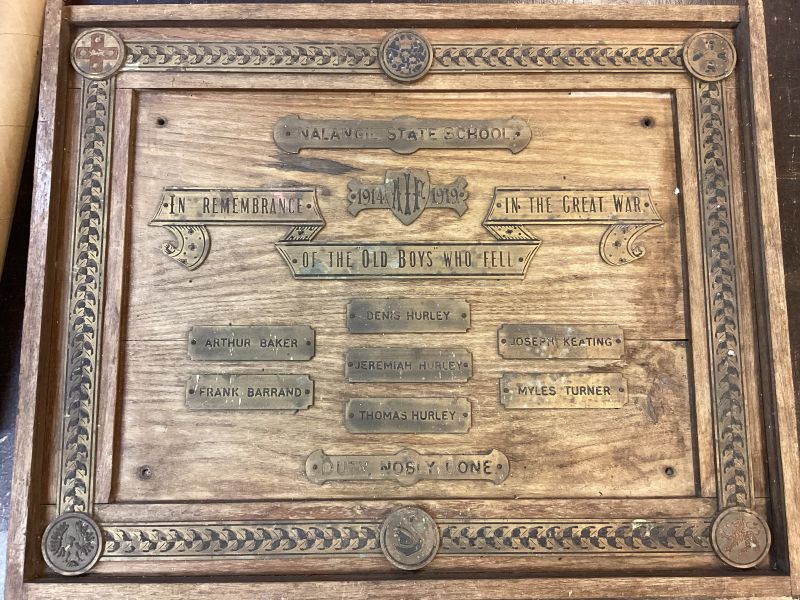 NALANGIL STATE SCHOOL
1914 AIF 1919
IN REMEMBRANCE
OF THE "OLD BOYS" WHO FELL
IN THE GREAT WAR
DENIS HURLEY
ARTHUR BAKER
JEREMIAH HURLEY
JOSEPH KEATING
FRANK BARRAND
THOMAS HURLEY
MYLES TURNER
DUTY NOBLY DONE